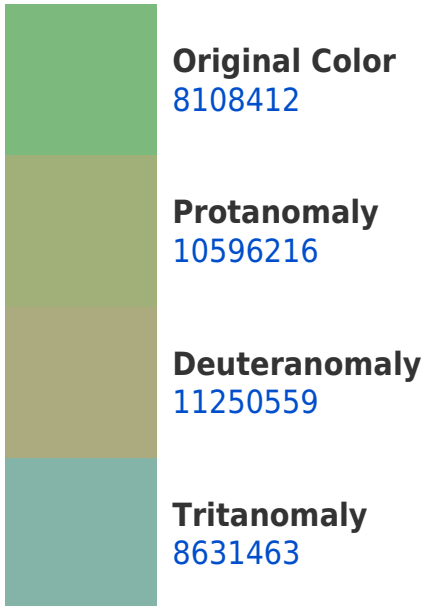 Original Color
8108412
Protanomaly
10596216
Deuteranomaly
11250559
Tritanomaly
8631463